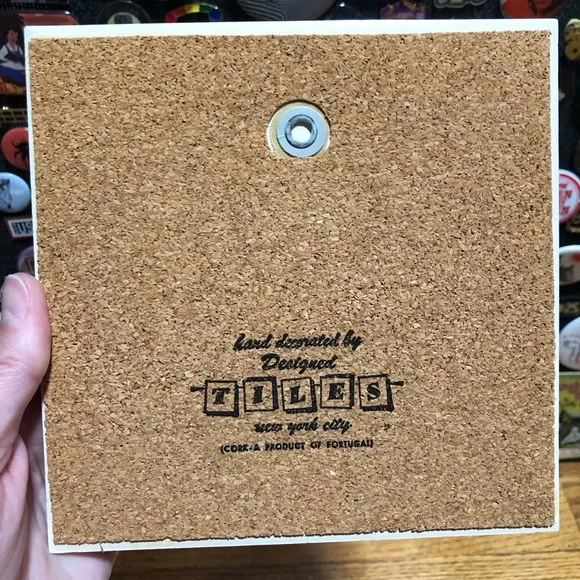 hand decorated by
Designed
TILES
new york city
(CORK-A PRODUCT OF PORTUGAL)